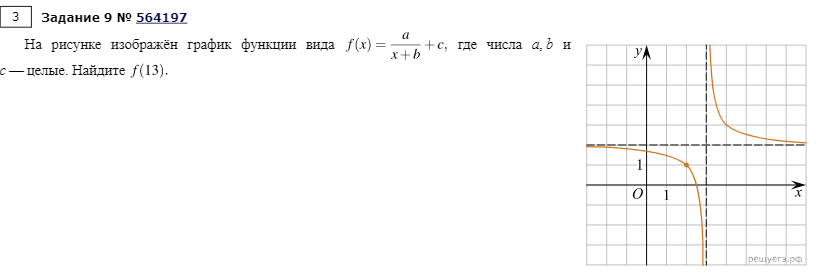 3 Задание 9 № 564197
На рисунке изображён график функции вида f(x) = a/(x+b) + c, где числа a, b и
c — целые. Найдите f(13).
y
1
O 1 x
решуегэ.рф